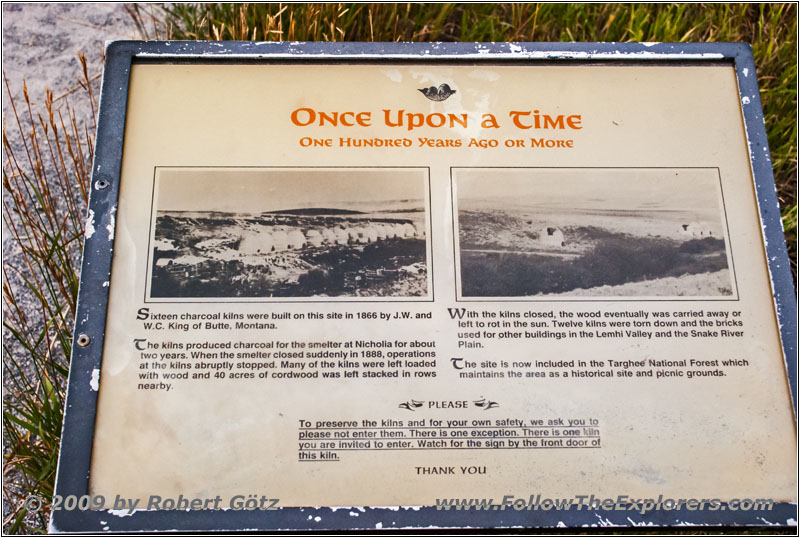 Once Upon a Time
One Hundred Years Ago or More
Sixteen charcoal kilns were built on this site in 1866 by J.W. and
W.C. King of Butte, Montana.
The kilns produced charcoal for the smelter at Nicholia for about
two years. When the smelter closed suddenly in 1888, operations
at the kilns abruptly stopped. Many of the kilns were left loaded
with wood and 40 acres of cordwood was left stacked in rows
nearby.
With the kilns closed, the wood eventually was carried away or
left to rot in the sun. Twelve kilns were torn down and the bricks
used for other buildings in the Lemhi Valley and the Snake River
Plain.
The site is now included in the Targhee National Forest which
maintains the area as a historical site and picnic grounds.
PLEASE
To preserve the kilns and for your own safety, we ask you to
please not enter them. There is one exception. There is one kiln
you are invited to enter. Watch for the sign by the front door of
this kiln.
THANK YOU
© 2009 by Robert Götz
www.FollowTheExplorers.com